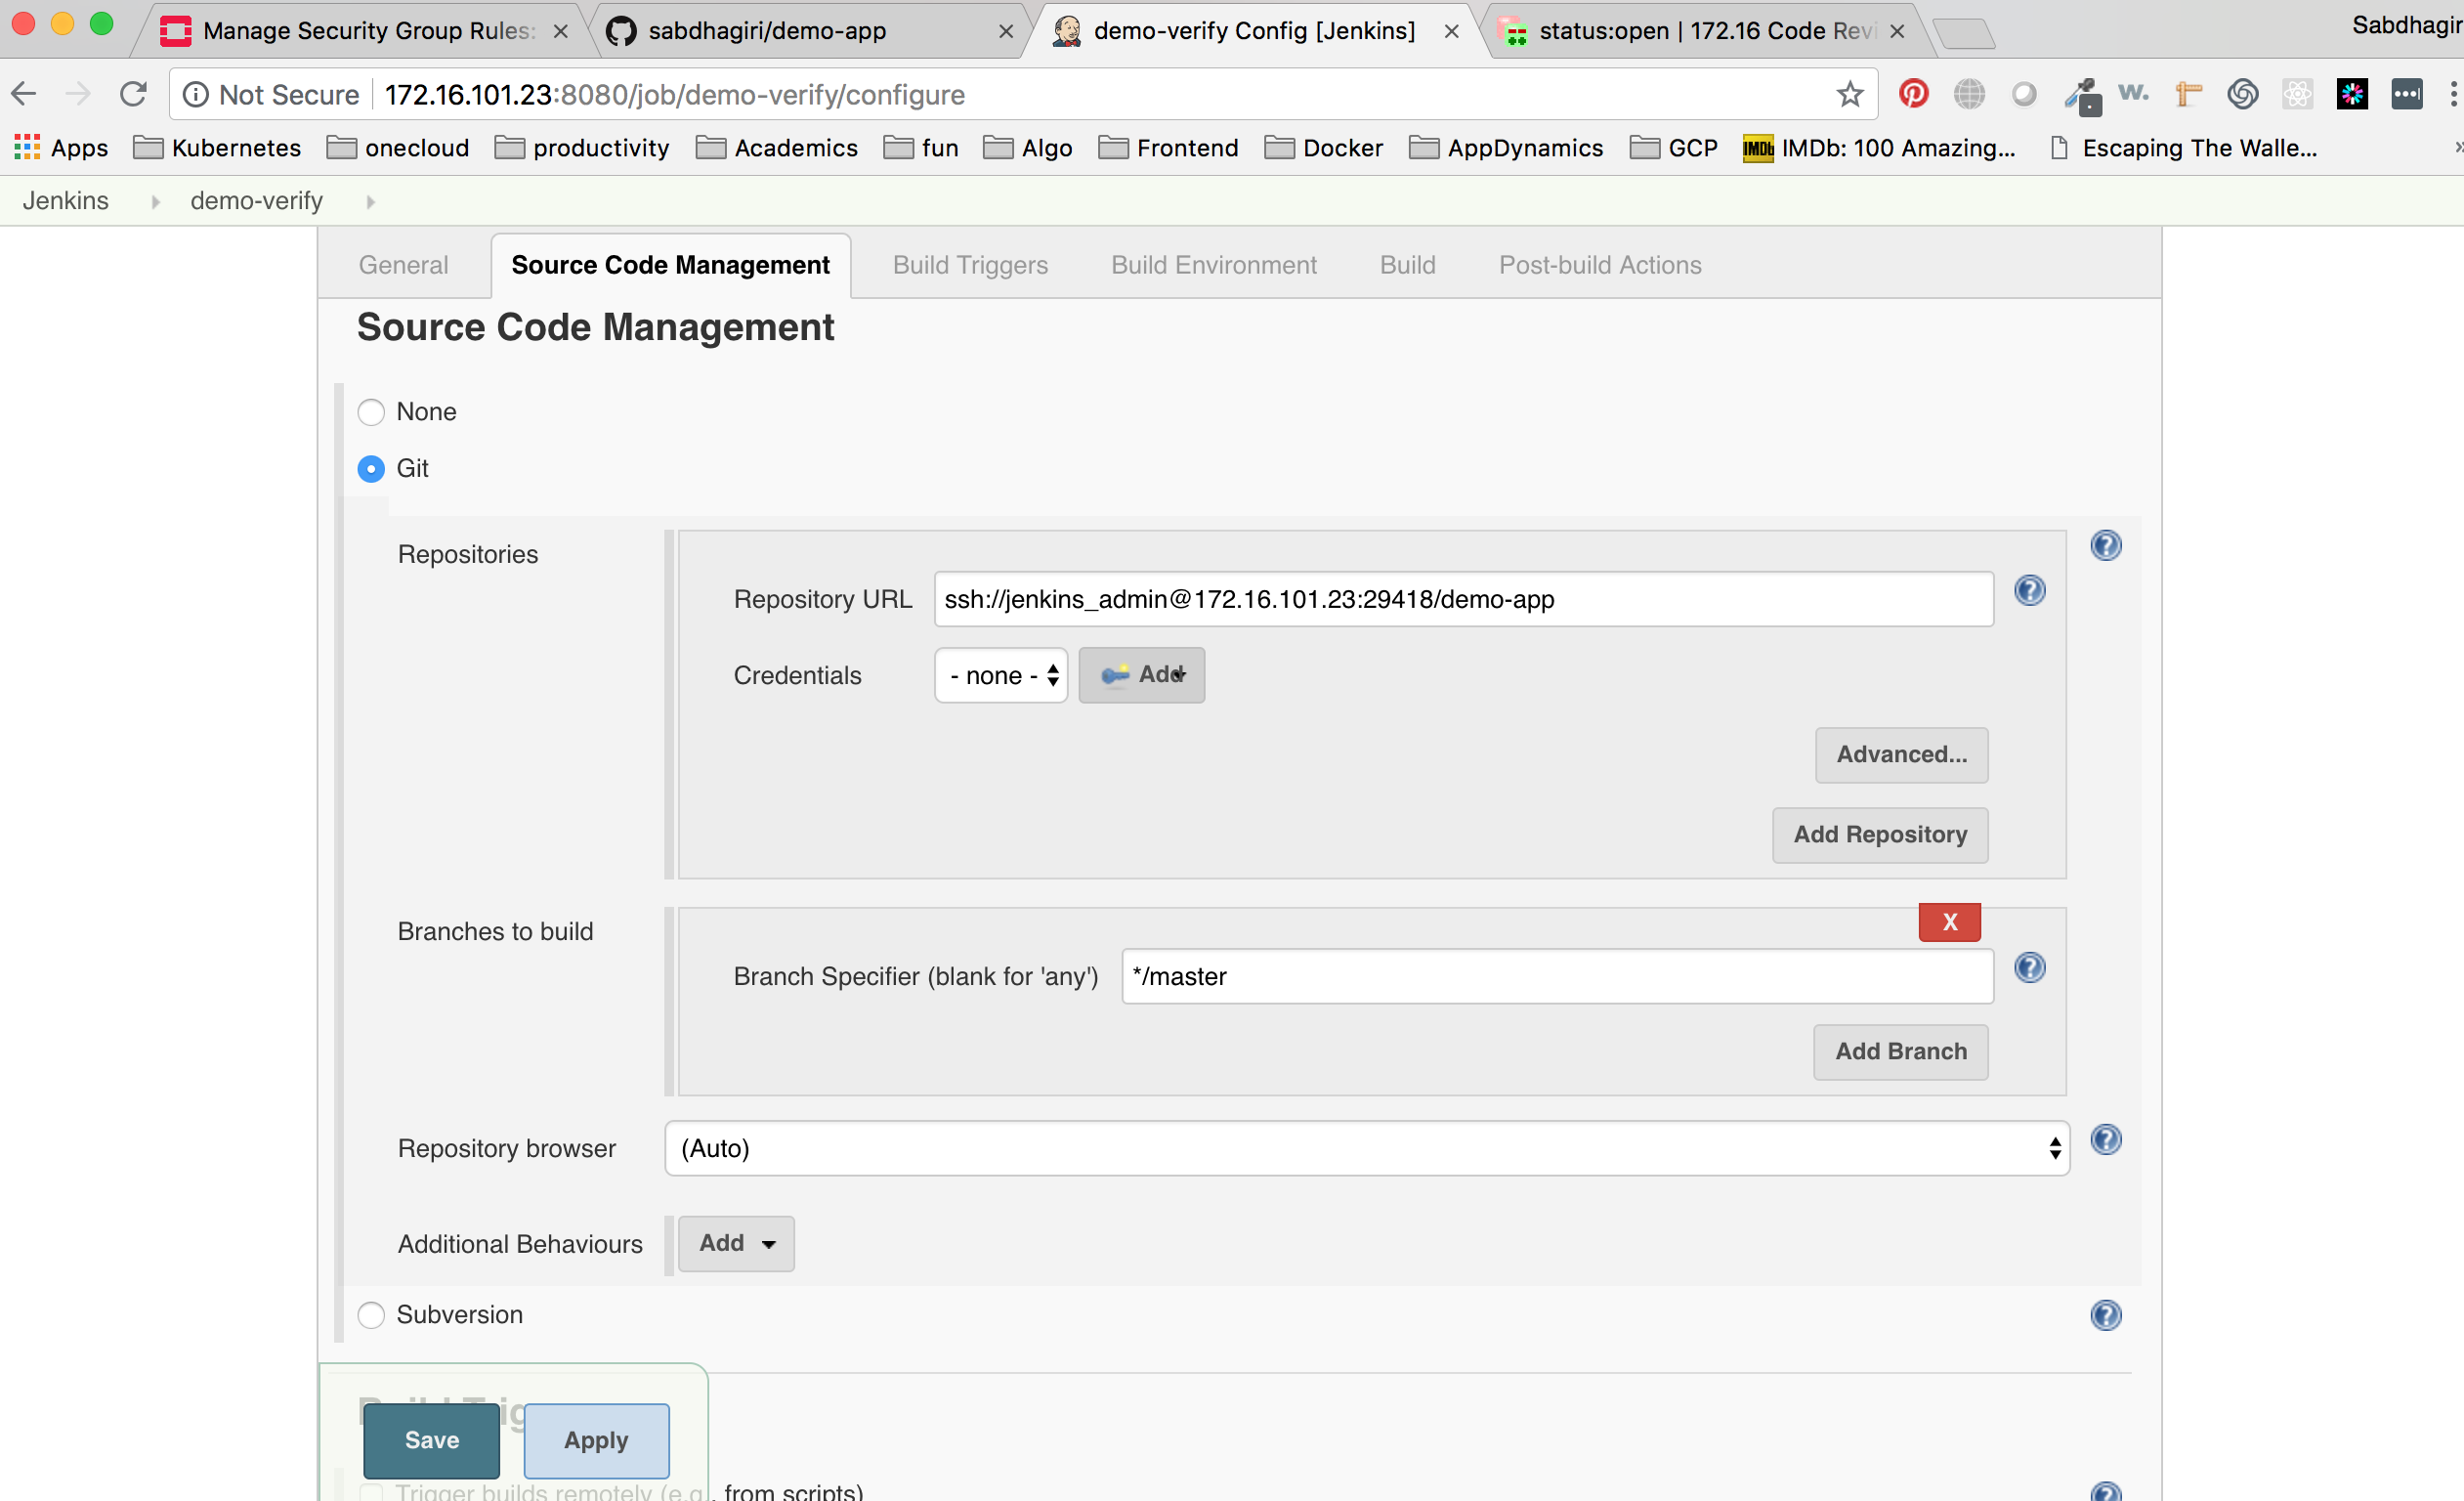 Manage Security Group Rules:
sabdhagiri/demo-app
demo-verify Config [Jenkins]
status:open | 172.16 Code Revi
Sabdhagir
Not Secure
172.16.101.23:8080/job/demo-verify/configure
w.
Apps
Kubernetes
onecloud
productivity
Academics
fun
Algo
Frontend
Docker
AppDynamics
GCP
IMDb
IMDb: 100 Amazing...
Escaping The Walle...
Jenkins
demo-verify
General
Source Code Management
Build Triggers
Build Environment
Build
Post-build Actions
Source Code Management
None
Git
Repositories
Repository URL
ssh://jenkins_admin@172.16.101.23:29418/demo-app
Credentials
- none -
Add
Advanced...
Add Repository
Branches to build
X
Branch Specifier (blank for 'any')
*/master
Add Branch
Repository browser
(Auto)
Additional Behaviours
Add
Subversion
Save
Apply
Trigger builds remotely (e.g., from scripts)